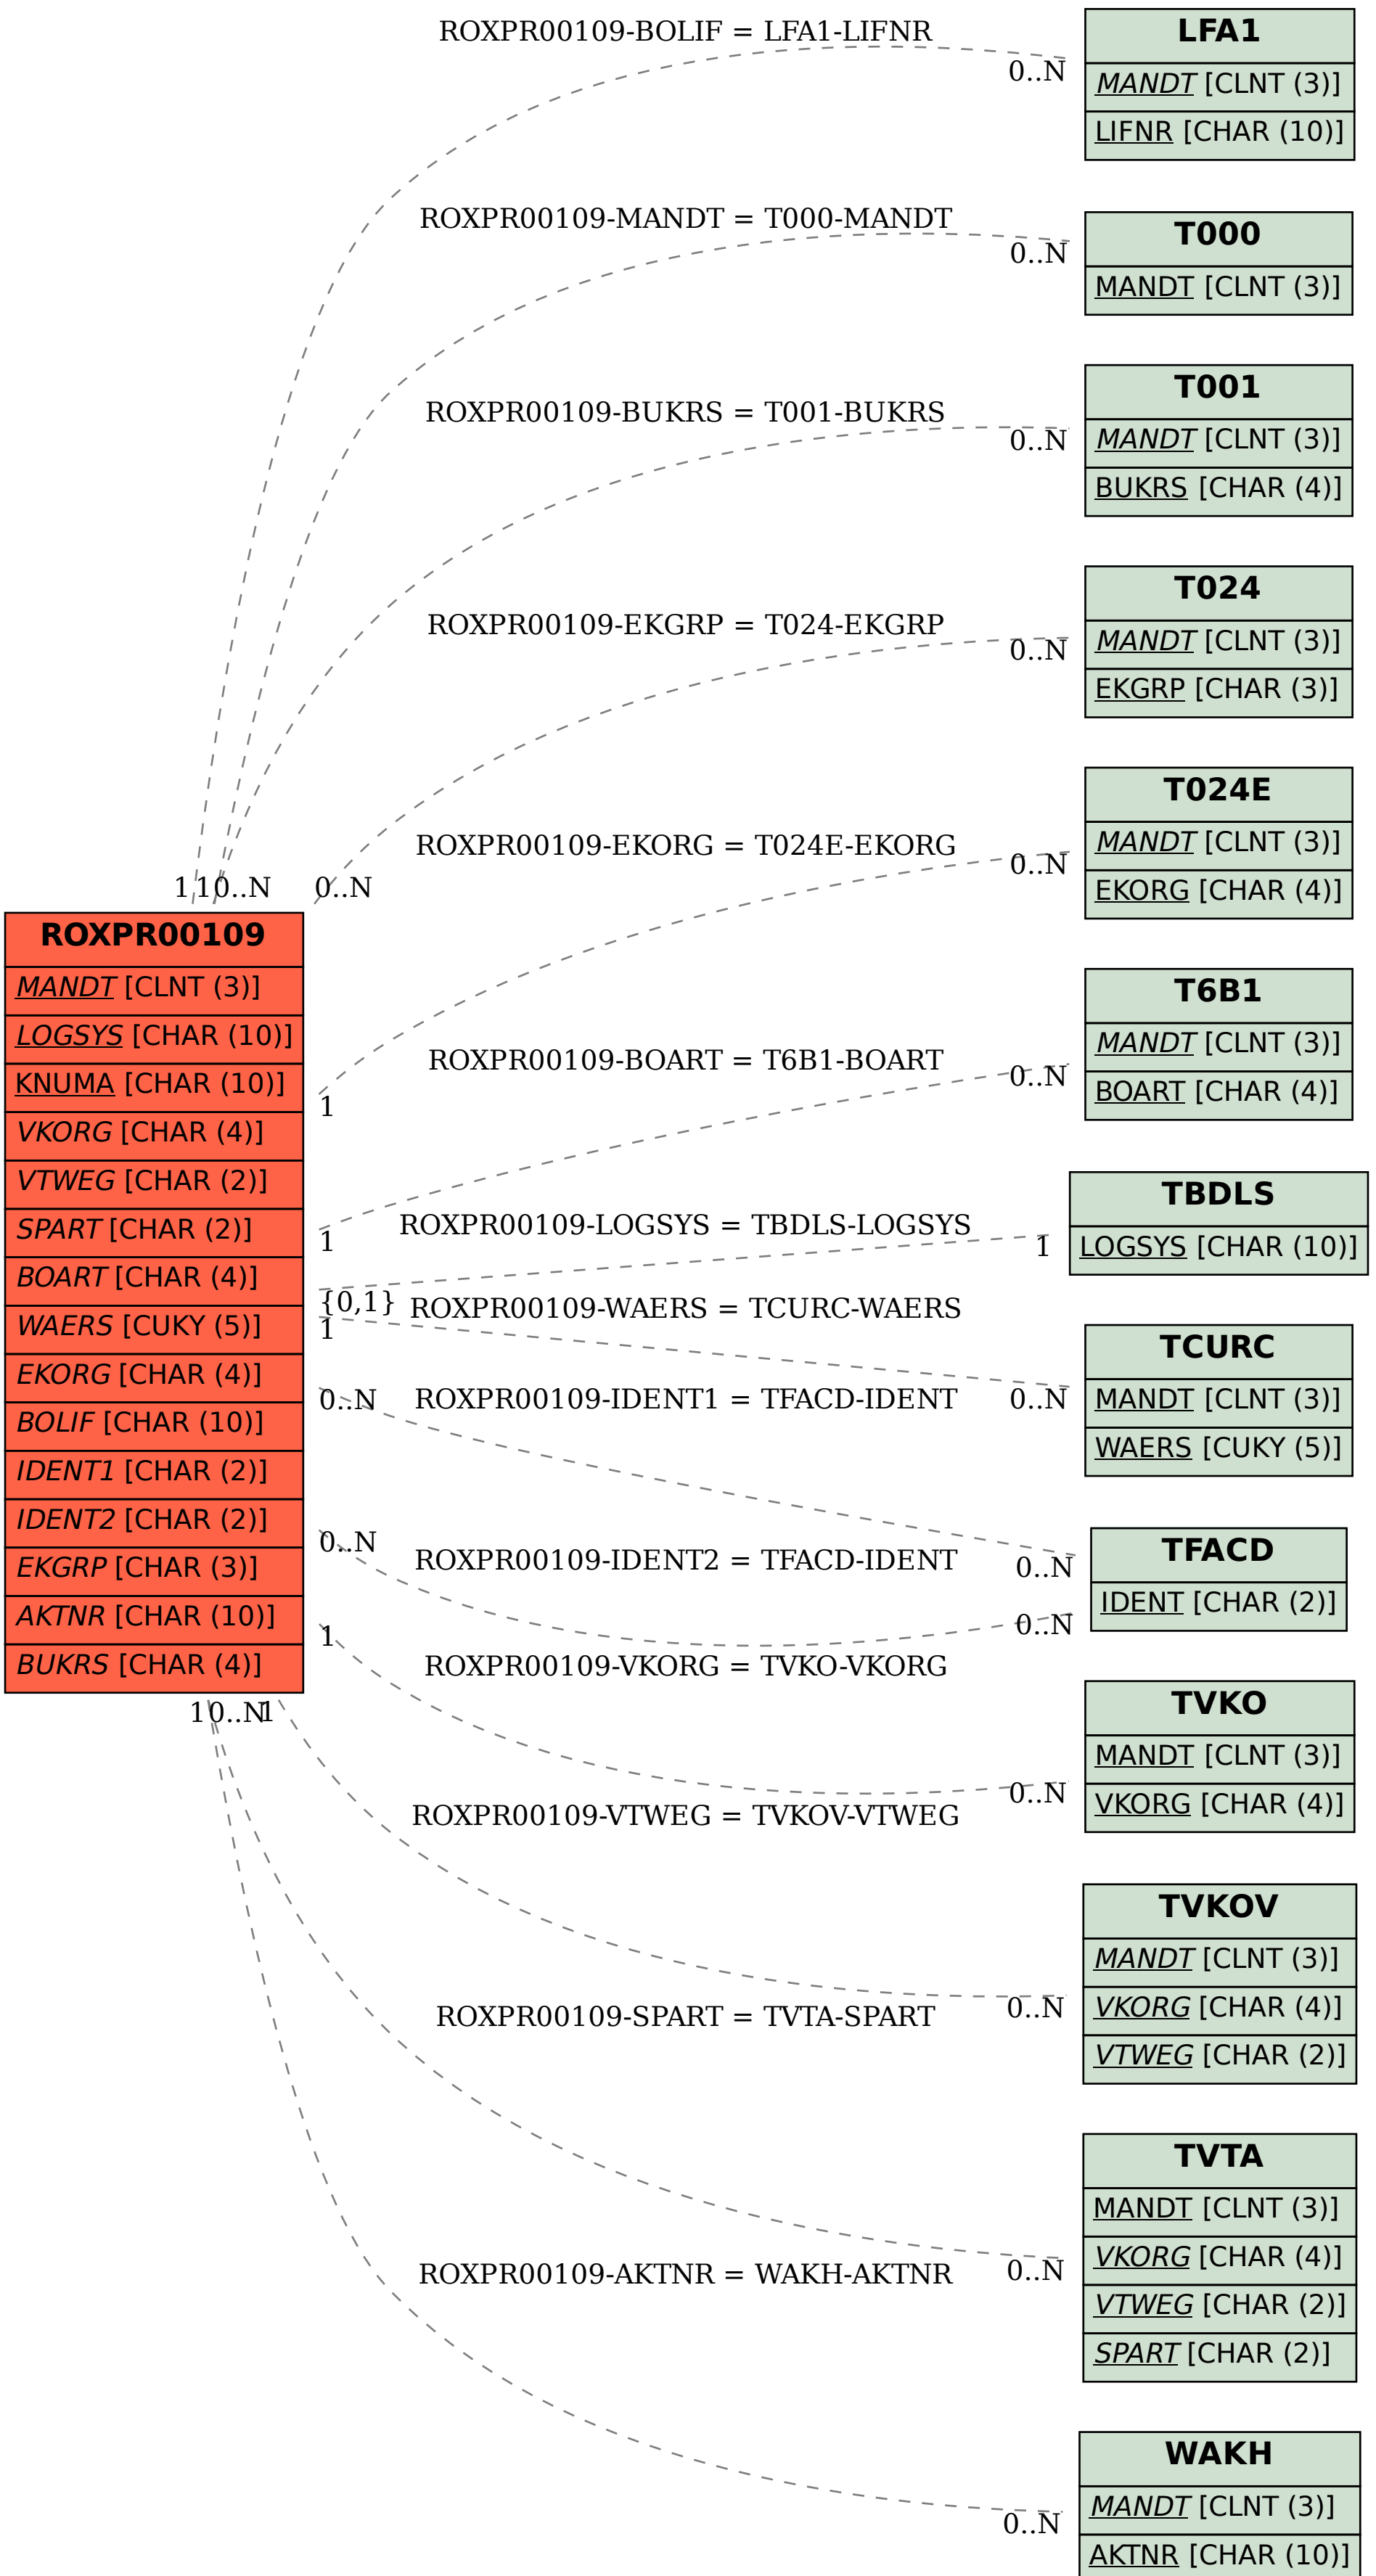 ROXPR00109-BOLIF = LFA1-LIFNR
0..N
LFA1
MANDT [CLNT (3)]
LIFNR [CHAR (10)]
ROXPR00109-MANDT = T000-MANDT
0..N
T000
MANDT [CLNT (3)]
ROXPR00109-BUKRS = T001-BUKRS
0..N
T001
MANDT [CLNT (3)]
BUKRS [CHAR (4)]
ROXPR00109-EKGRP = T024-EKGRP
0..N
T024
MANDT [CLNT (3)]
EKGRP [CHAR (3)]
ROXPR00109-EKORG = T024E-EKORG
0..N
T024E
MANDT [CLNT (3)]
EKORG [CHAR (4)]
1 1 0..N 0..N
ROXPR00109
MANDT [CLNT (3)]
LOGSYS [CHAR (10)]
KNUMA [CHAR (10)]
VKORG [CHAR (4)]
VTWEG [CHAR (2)]
SPART [CHAR (2)]
BOART [CHAR (4)]
WAERS [CUKY (5)]
EKORG [CHAR (4)]
BOLIF [CHAR (10)]
IDENT1 [CHAR (2)]
IDENT2 [CHAR (2)]
EKGRP [CHAR (3)]
AKTNR [CHAR (10)]
BUKRS [CHAR (4)]
1
ROXPR00109-BOART = T6B1-BOART
0..N
1
T6B1
MANDT [CLNT (3)]
BOART [CHAR (4)]
ROXPR00109-LOGSYS = TBDLS-LOGSYS
1
{0,1}
TBDLS
LOGSYS [CHAR (10)]
ROXPR00109-WAERS = TCURC-WAERS
1
0..N
TCURC
MANDT [CLNT (3)]
WAERS [CUKY (5)]
0..N
ROXPR00109-IDENT1 = TFACD-IDENT
0..N
0..N
ROXPR00109-IDENT2 = TFACD-IDENT
0..N
TFACD
IDENT [CHAR (2)]
1
ROXPR00109-VKORG = TVKO-VKORG
0..N
TVKO
MANDT [CLNT (3)]
VKORG [CHAR (4)]
1 0..N 1
ROXPR00109-VTWEG = TVKOV-VTWEG
0..N
TVKOV
MANDT [CLNT (3)]
VKORG [CHAR (4)]
VTWEG [CHAR (2)]
ROXPR00109-SPART = TVTA-SPART
0..N
TVTA
MANDT [CLNT (3)]
VKORG [CHAR (4)]
VTWEG [CHAR (2)]
SPART [CHAR (2)]
ROXPR00109-AKTNR = WAKH-AKTNR
0..N
WAKH
MANDT [CLNT (3)]
AKTNR [CHAR (10)]